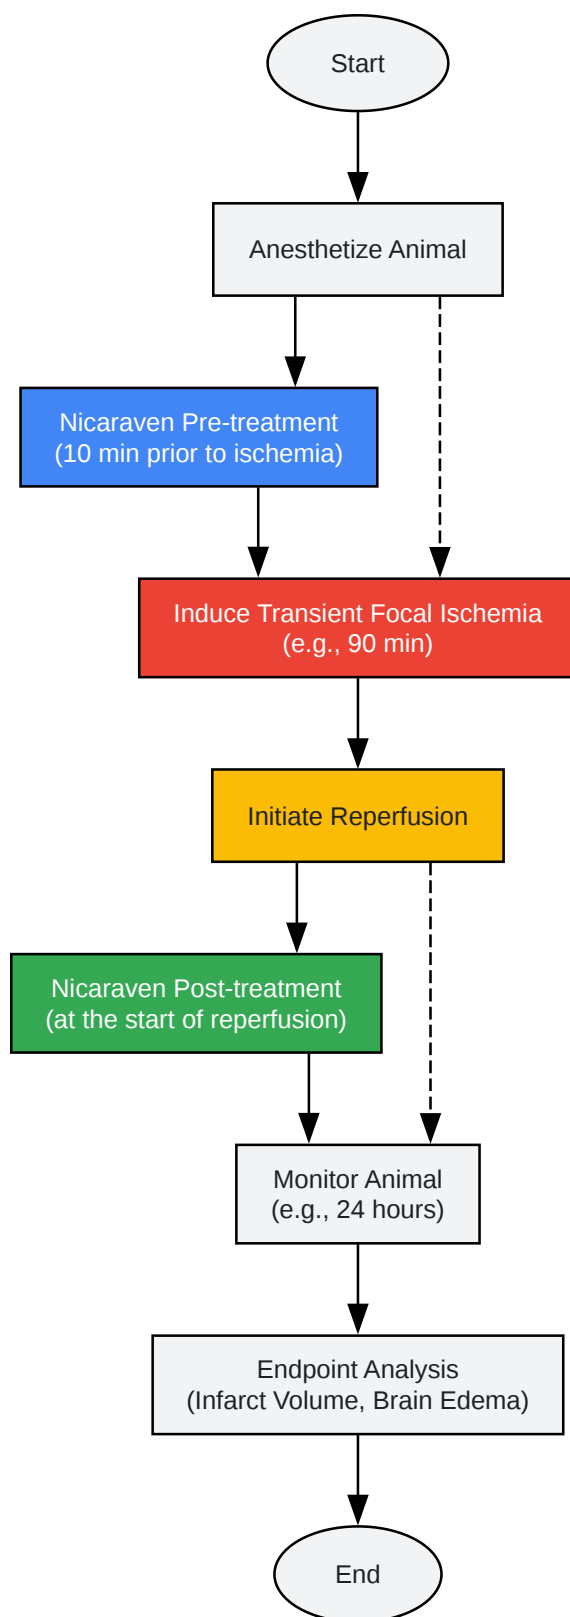 Start
Anesthetize Animal
Nicaraven Pre-treatment
(10 min prior to ischemia)
Induce Transient Focal Ischemia
(e.g., 90 min)
Initiate Reperfusion
Nicaraven Post-treatment
(at the start of reperfusion)
Monitor Animal
(e.g., 24 hours)
Endpoint Analysis
(Infarct Volume, Brain Edema)
End